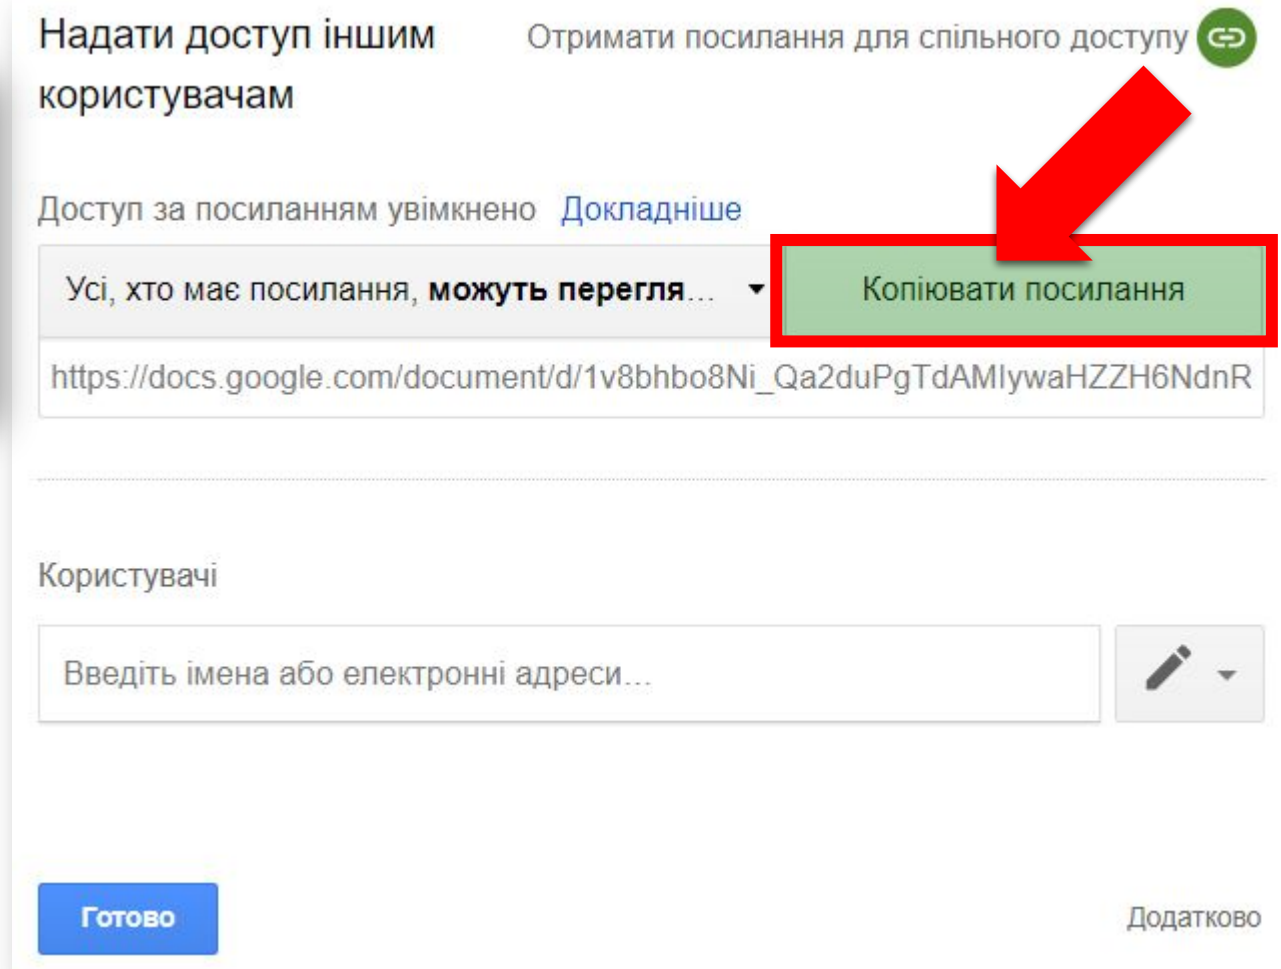 Надати доступ іншим
користувачам
Отримати посилання для спільного доступу
Доступ за посиланням увімкнено Докладніше
Усі, хто має посилання, можуть перегля…
Копіювати посилання
https://docs.google.com/document/d/1v8bhbo8Ni_Qa2duPgTdAMIywaHZZH6NdnR
Користувачі
Введіть імена або електронні адреси…
Готово
Додатково